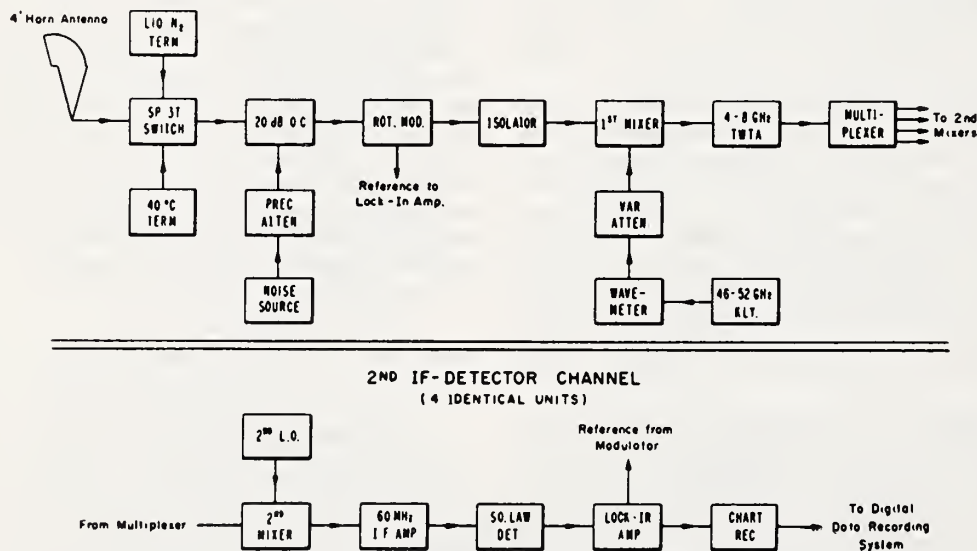 4' Horn Antenna
LIQ N₂
TERM
SP 3T
SWITCH
40°C
TERM
20 dB D C
PREC
ATTEN
NOISE
SOURCE
ROT. MOD.
Reference to
Lock-In Amp.
ISOLATOR
1ST MIXER
VAR
ATTEN
WAVE-
METER
46-52 GHz
KLY.
4-8 GHz
TWTA
MULTI-
PLEXER
To 2nd
Mixers
2ND IF-DETECTOR CHANNEL
(4 IDENTICAL UNITS)
2ND L.O.
From Multiplexer
2ND
MIXER
60 MHz
I F AMP
SQ. LAW
DET
Reference from
Modulator
LOCK-IN
AMP
CHART
REC
To Digital
Data Recording
System